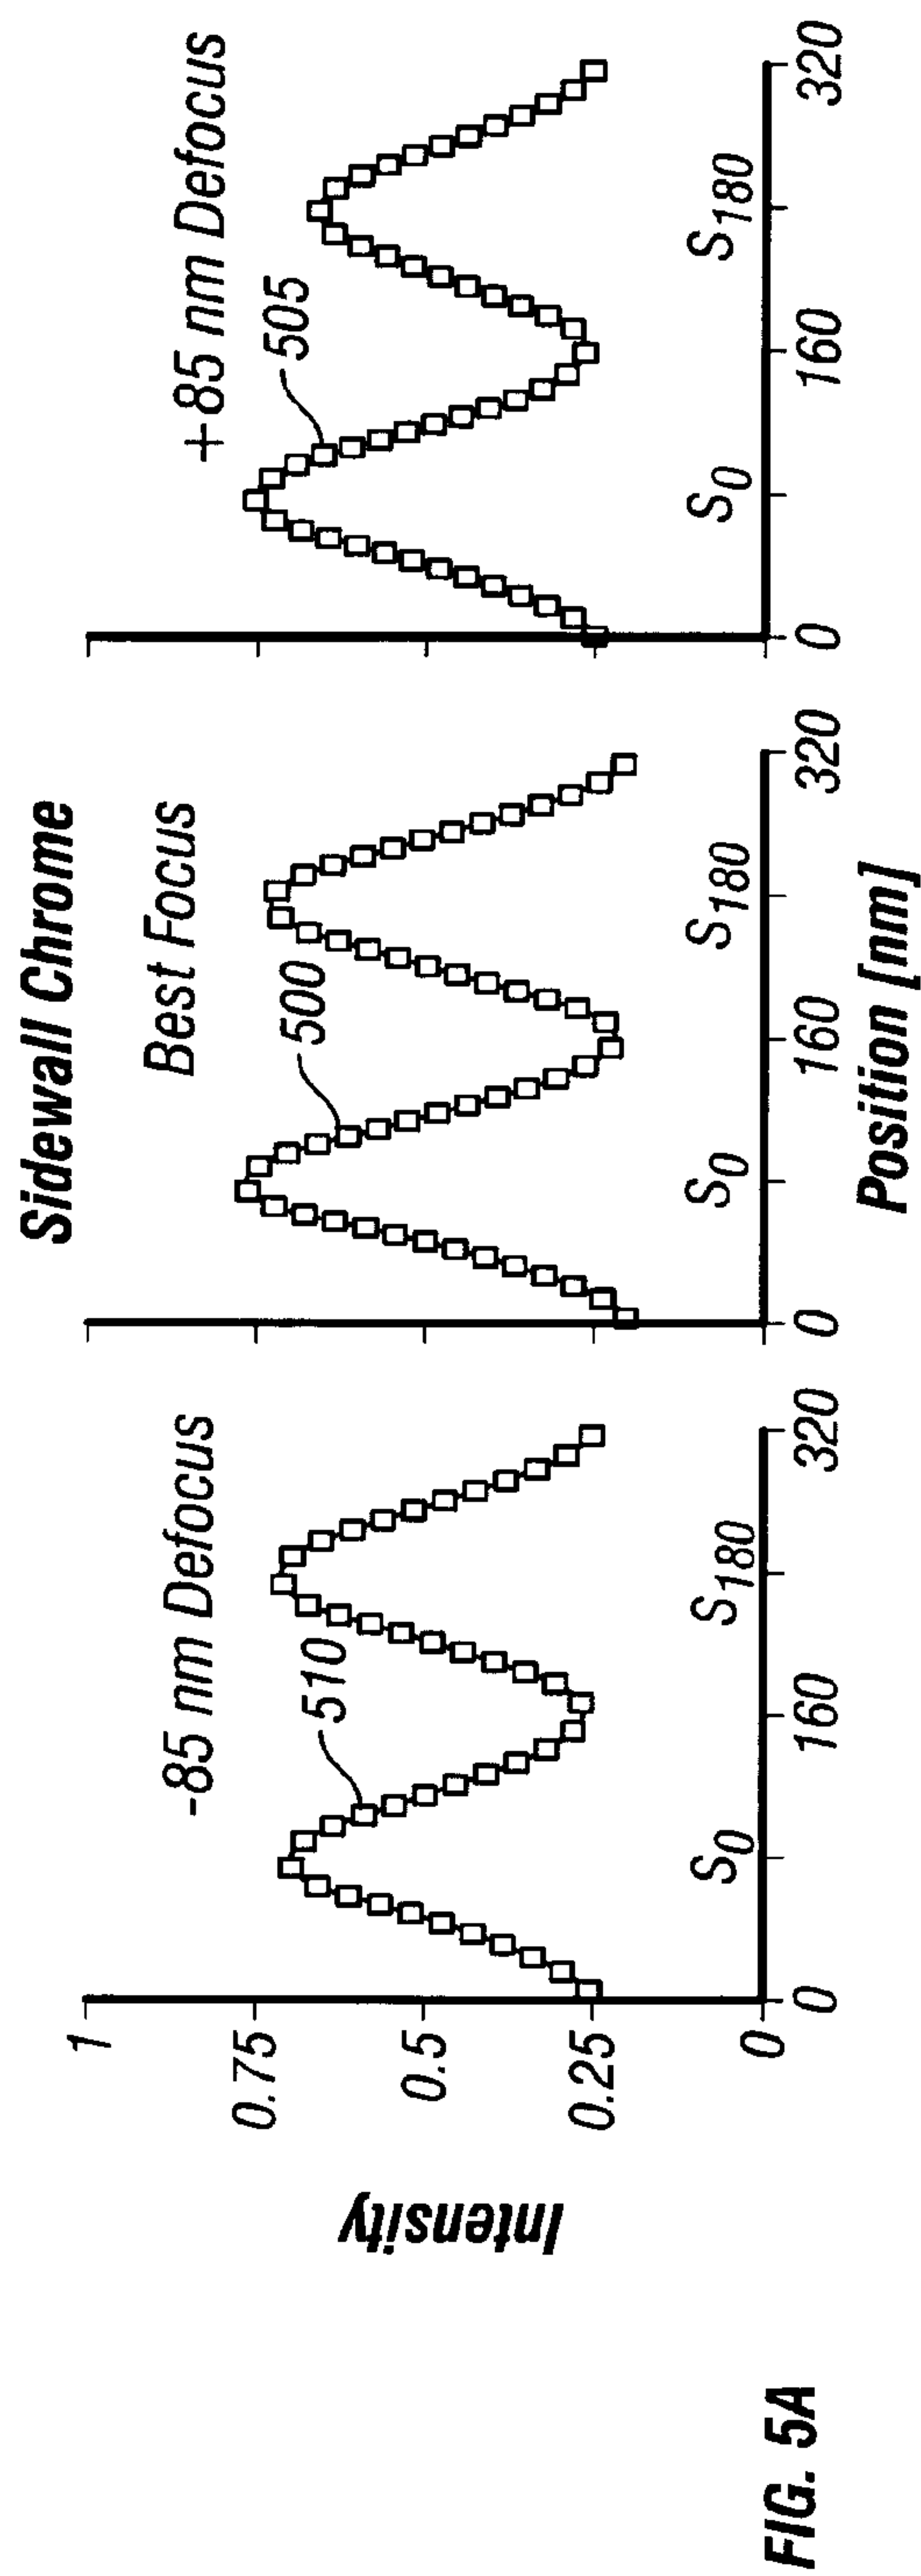 Sidewall Chrome
-85 nm Defocus
Best Focus
+85 nm Defocus
510
500
505
Intensity
1
0.75
0.5
0.25
0
S0
S180
S0
S180
S0
S180
0
160
320
0
160
320
0
160
320
Position [nm]
FIG. 5A